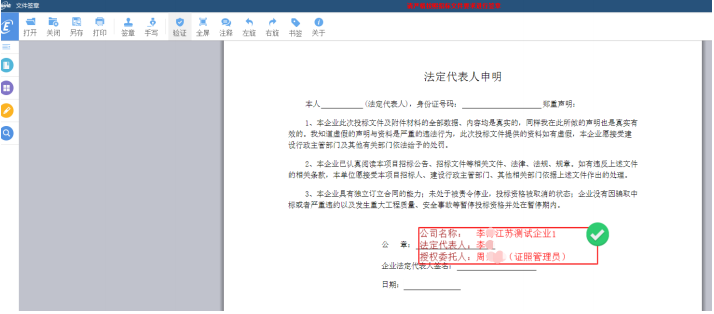 文件签章
打开 关闭 另存 打印 签章 手写 验证 全屏 注释 左旋 右旋 书签 关于
法定代表人申明
本人__________(法定代表人), 身份证号码: __________________郑重声明:
1、本企业此次投标文件及附件材料的全部数据、内容均是真实的, 同样我在此所做的声明也是真实有
效的。我知道虚假的声明与资料是严重的违法行为, 此次投标文件提供的资料如有虚假, 本企业愿接受建
设行政主管部门及其他有关部门依法给予的处罚。
2、本企业已认真阅读本项目招标公告、招标文件等相关文件、法律、法规、规章, 如有违反上述文件
的相关条款, 本单位愿接受本项目招标人、建设行政主管部门、其他相关部门依据上述文件作出的处理。
3、本企业具有独立订立合同的能力; 未处于被责令停业, 投标资格被取消的状态; 企业没有因骗取中
标或者严重违约以及发生重大工程质量、安全事故等暂停投标资格并处在暂停期内。
公司名称: 李 江苏测试企业1
公 章:
法定代表人: 李
授权委托人: 周 (证照管理员)
企业法定代表人签名:
日期: